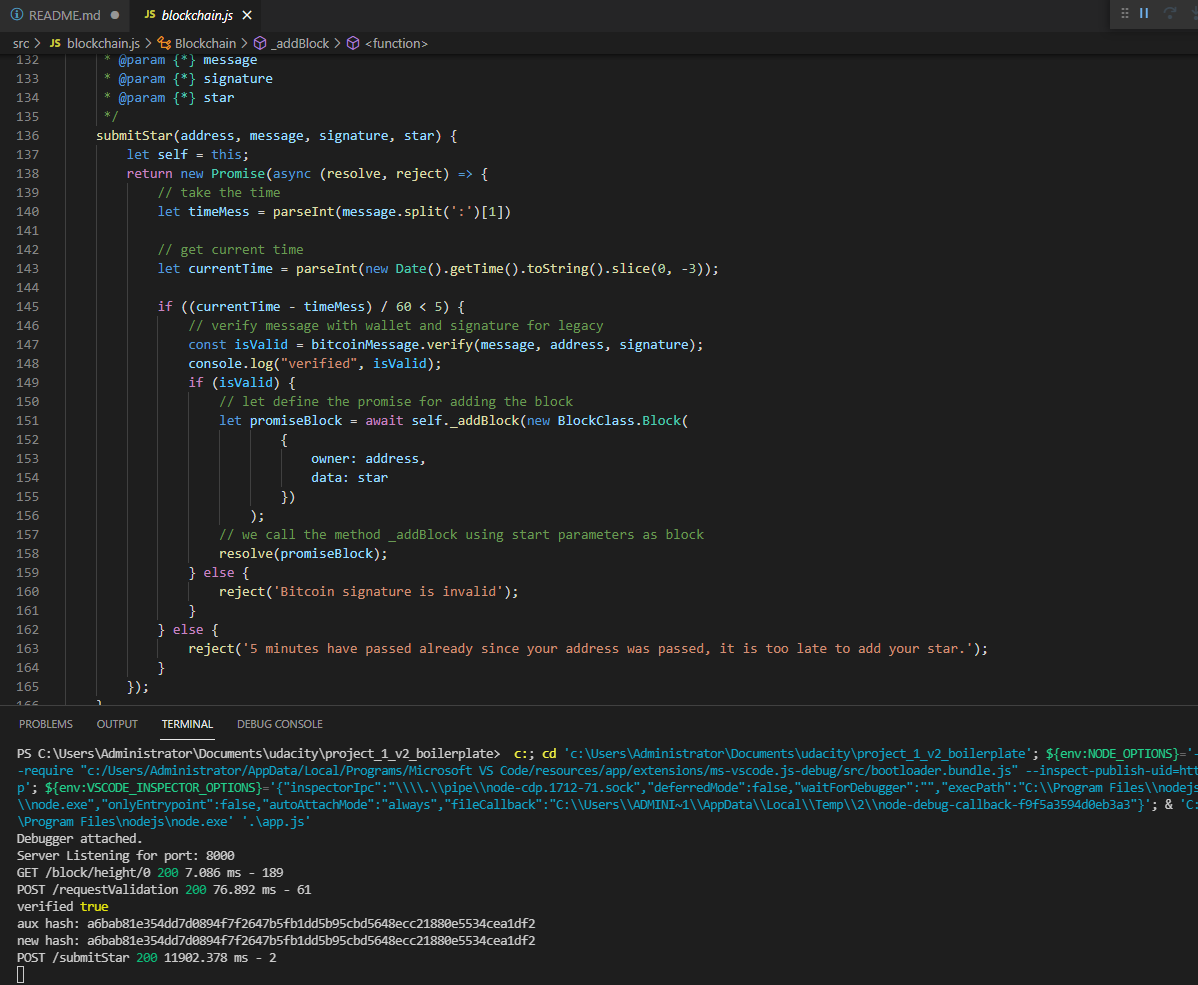 README.md
JS blockchain.js
src > JS blockchain.js > Blockchain > _addBlock > <function>
132 * @param {*} message
133 * @param {*} signature
134 * @param {*} star
135 */
136 submitStar(address, message, signature, star) {
137 let self = this;
138 return new Promise(async (resolve, reject) => {
139 // take the time
140 let timeMess = parseInt(message.split(':')[1])
141
142 // get current time
143 let currentTime = parseInt(new Date().getTime().toString().slice(0, -3));
144
145 if ((currentTime - timeMess) / 60 < 5) {
146 // verify message with wallet and signature for legacy
147 const isValid = bitcoinMessage.verify(message, address, signature);
148 console.log("verified", isValid);
149 if (isValid) {
150 // let define the promise for adding the block
151 let promiseBlock = await self._addBlock(new BlockClass.Block(
152 {
153 owner: address,
154 data: star
155 })
156 );
157 // we call the method _addBlock using start parameters as block
158 resolve(promiseBlock);
159 } else {
160 reject('Bitcoin signature is invalid');
161 }
162 } else {
163 reject('5 minutes have passed already since your address was passed, it is too late to add your star.');
164 }
165 });
166 }
PROBLEMS OUTPUT TERMINAL DEBUG CONSOLE
PS C:\Users\Administrator\Documents\udacity\project_1_v2_boilerplate> c:; cd 'c:\Users\Administrator\Documents\udacity\project_1_v2_boilerplate'; ${env:NODE_OPTIONS}='-
-require "c:/Users/Administrator/AppData/Local/Programs/Microsoft VS Code/resources/app/extensions/ms-vscode.js-debug/src/bootloader.bundle.js" --inspect-publish-uid=htt
p'; ${env:VSCODE_INSPECTOR_OPTIONS}='{"inspectorIpc":"\\\\.\\pipe\\node-cdp.1712-71.sock","deferredMode":false,"waitForDebugger":"","execPath":"C:\\Program Files\\nodejs
\\node.exe","onlyEntrypoint":false,"autoAttachMode":"always","fileCallback":"C:\\Users\\ADMINI~1\\AppData\\Local\\Temp\\2\\node-debug-callback-f9f5a3594d0eb3a3"}'; & 'C:
\Program Files\nodejs\node.exe' '.\app.js'
Debugger attached.
Server Listening for port: 8000
GET /block/height/0 200 7.086 ms - 189
POST /requestValidation 200 76.892 ms - 61
verified true
aux hash: a6bab81e354dd7d0894f7f2647b5fb1dd5b95cbd5648ecc21880e5534cea1df2
new hash: a6bab81e354dd7d0894f7f2647b5fb1dd5b95cbd5648ecc21880e5534cea1df2
POST /submitStar 200 11902.378 ms - 2